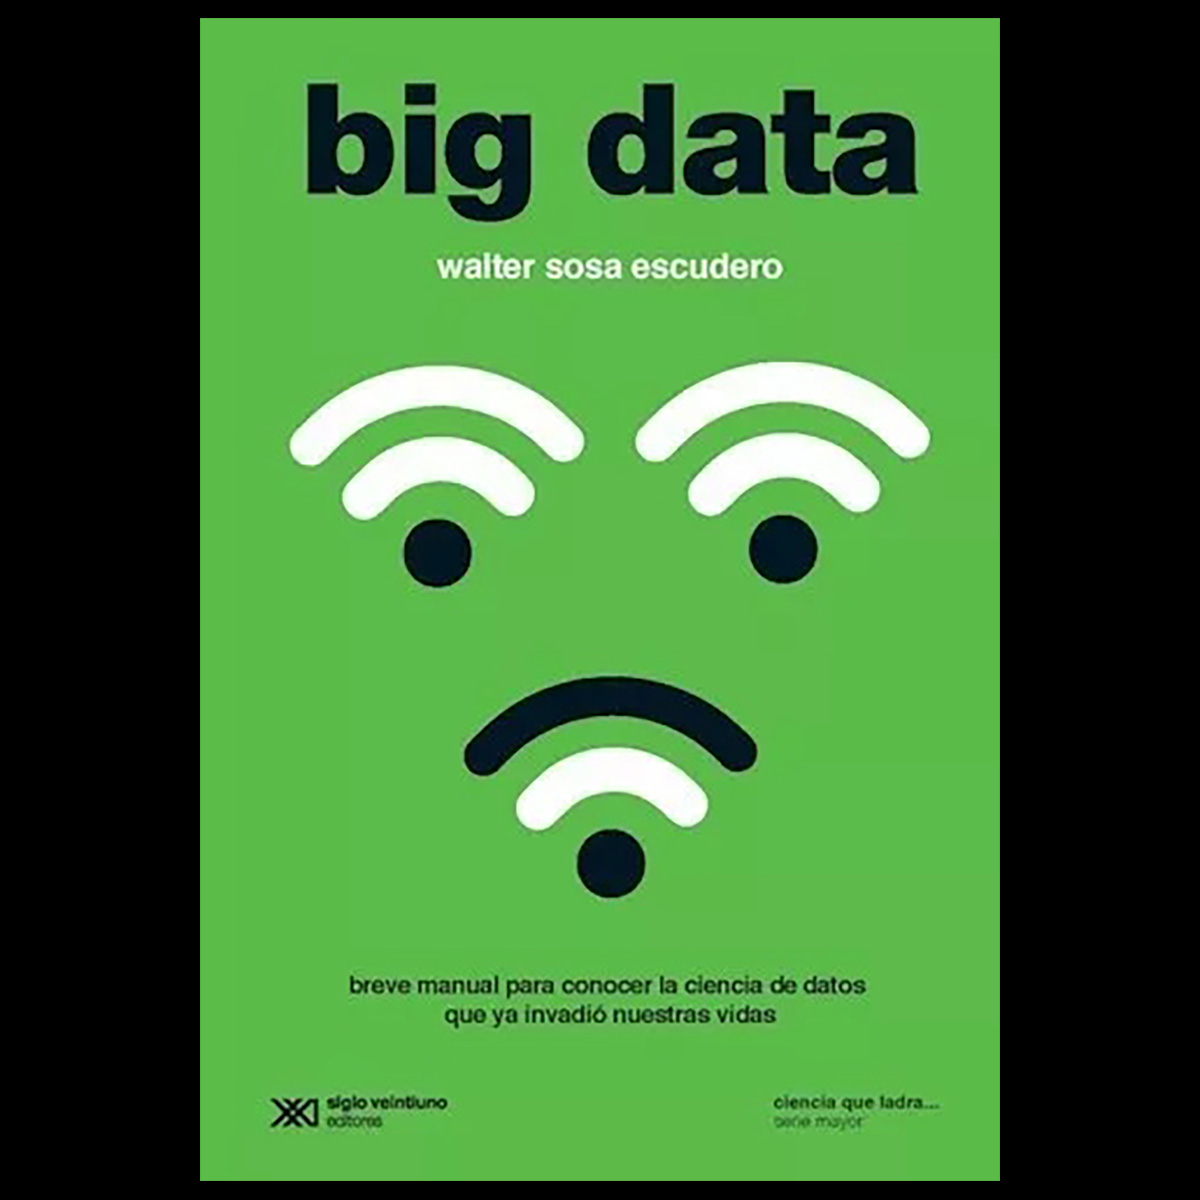 big data
walter sosa escudero
breve manual para conocer la ciencia de datos
que ya invadió nuestras vidas
siglo veintiuno
editores
ciencia que ladra...
serie mayor